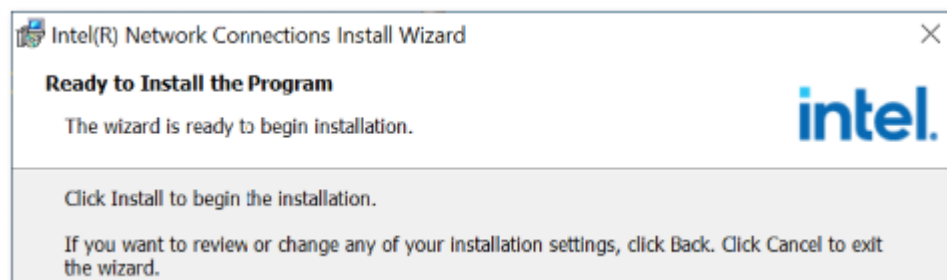 Intel(R) Network Connections Install Wizard
Ready to Install the Program
The wizard is ready to begin installation.
intel.
Click Install to begin the installation.
If you want to review or change any of your installation settings, click Back. Click Cancel to exit
the wizard.